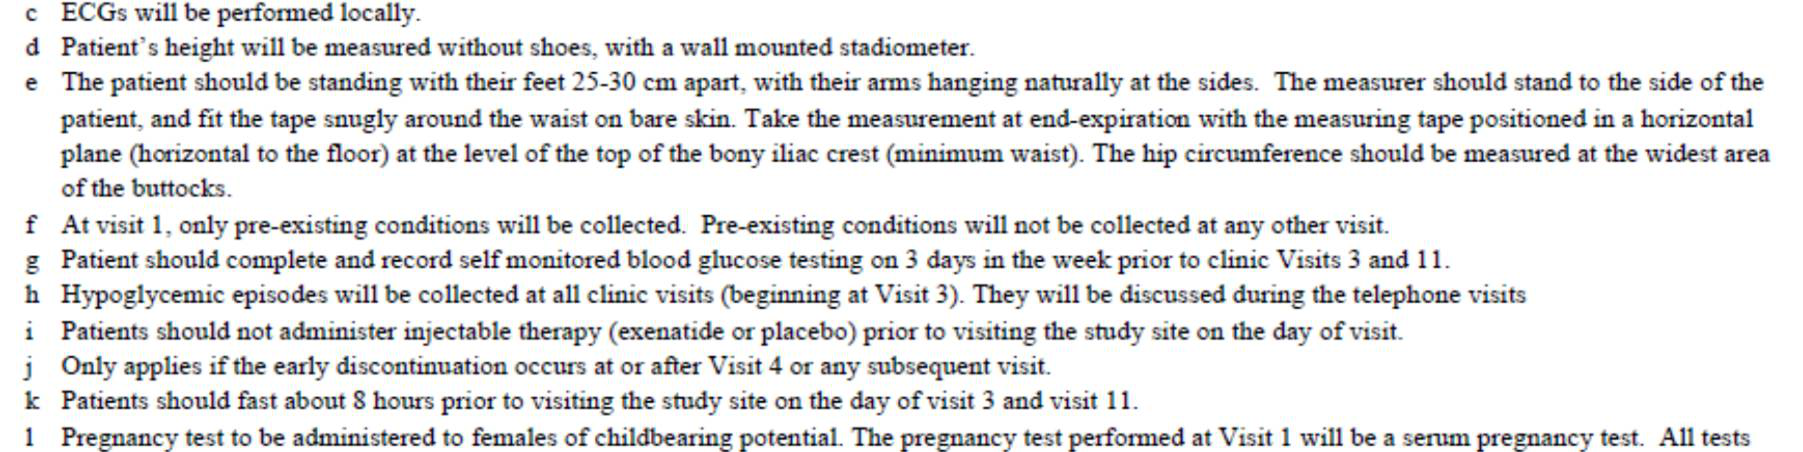 c ECGs will be performed locally.
d Patient's height will be measured without shoes, with a wall mounted stadiometer.
e The patient should be standing with their feet 25-30 cm apart, with their arms hanging naturally at the sides.  The measurer should stand to the side of the
patient, and fit the tape snugly around the waist on bare skin. Take the measurement at end-expiration with the measuring tape positioned in a horizontal
plane (horizontal to the floor) at the level of the top of the bony iliac crest (minimum waist). The hip circumference should be measured at the widest area
of the buttocks.
f At visit 1, only pre-existing conditions will be collected.  Pre-existing conditions will not be collected at any other visit.
g Patient should complete and record self monitored blood glucose testing on 3 days in the week prior to clinic Visits 3 and 11.
h Hypoglycemic episodes will be collected at all clinic visits (beginning at Visit 3). They will be discussed during the telephone visits
i Patients should not administer injectable therapy (exenatide or placebo) prior to visiting the study site on the day of visit.
j Only applies if the early discontinuation occurs at or after Visit 4 or any subsequent visit.
k Patients should fast about 8 hours prior to visiting the study site on the day of visit 3 and visit 11.
l Pregnancy test to be administered to females of childbearing potential. The pregnancy test performed at Visit 1 will be a serum pregnancy test.  All tests